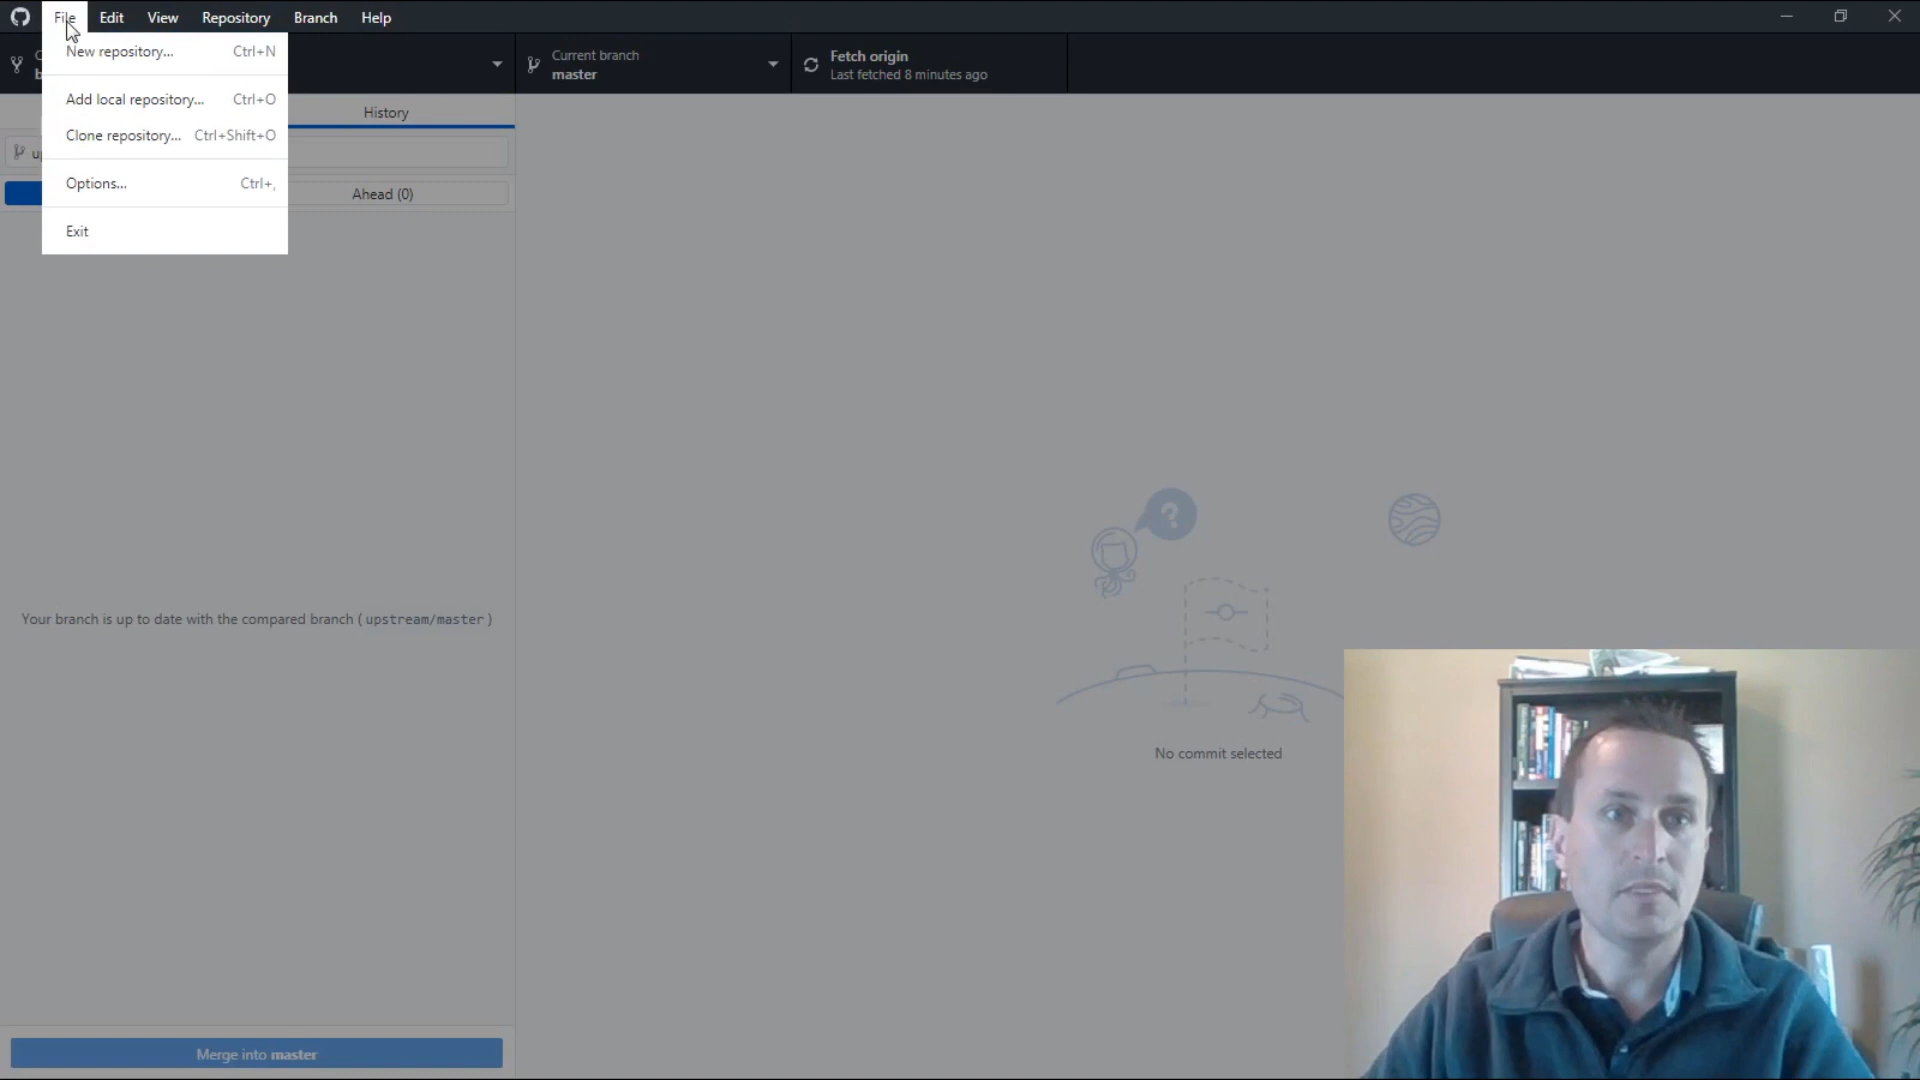 File Edit View Repository Branch Help
New repository... Ctrl+N
Add local repository... Ctrl+O
Clone repository... Ctrl+Shift+O
Options... Ctrl+,
Exit
Current branch
master
Fetch origin
Last fetched 8 minutes ago
History
Ahead (0)
Your branch is up to date with the compared branch (upstream/master)
?
No commit selected
Merge into master